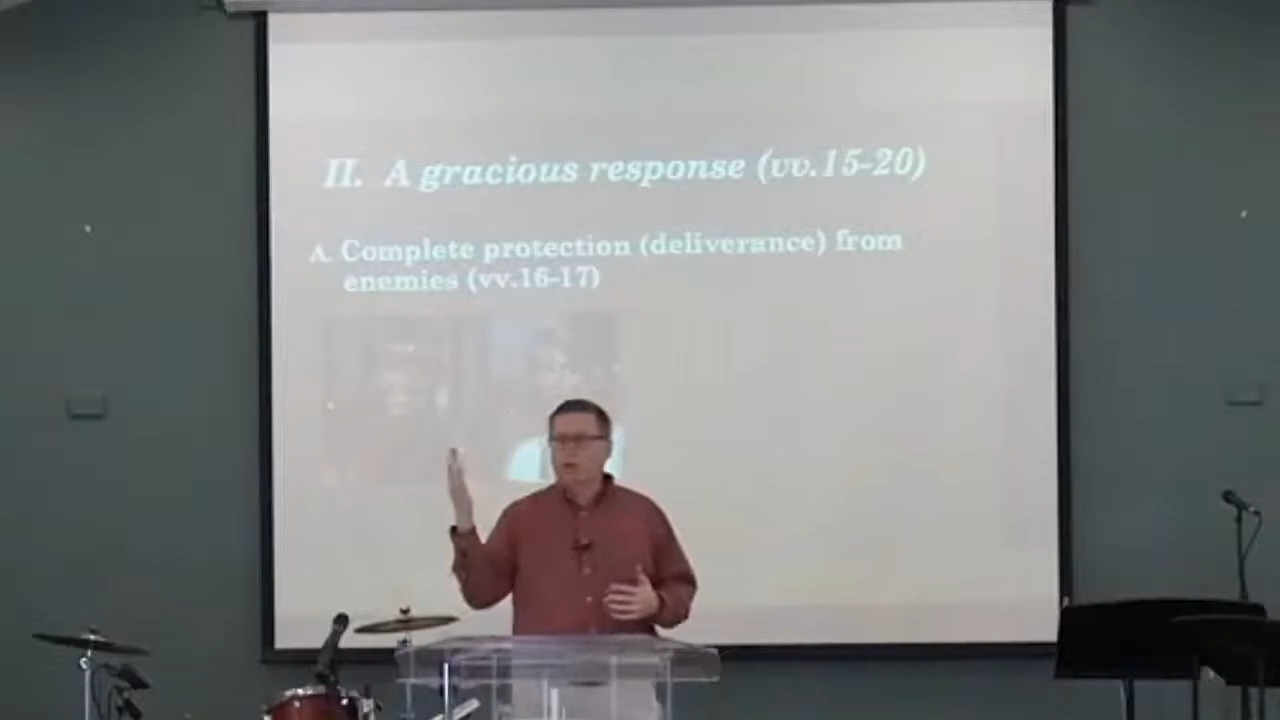 II. A gracious response (vv.15-20)
A. Complete protection (deliverance) from
enemies (vv.16-17)